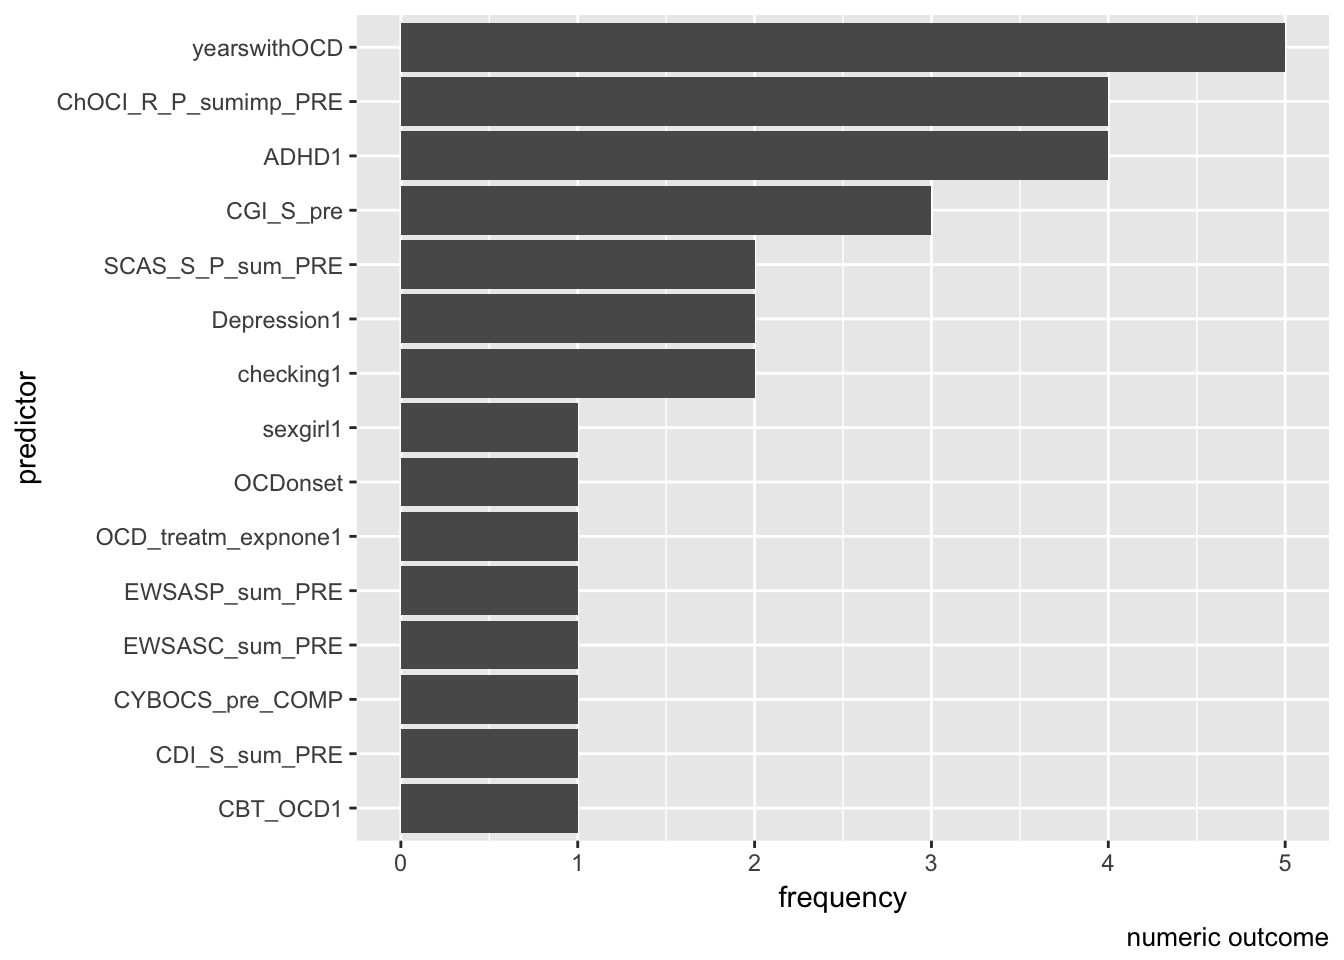 yearswithOCD
ChOCI_R_P_sumimp_PRE
ADHD1
CGI_S_pre
SCAS_S_P_sum_PRE
Depression1
checking1
sexgirl1
OCDonset
OCD_treatm_expnone1
EWSASP_sum_PRE
EWSASC_sum_PRE
CYBOCS_pre_COMP
CDI_S_sum_PRE
CBT_OCD1
predictor
0 1 2 3 4 5
frequency
numeric outcome